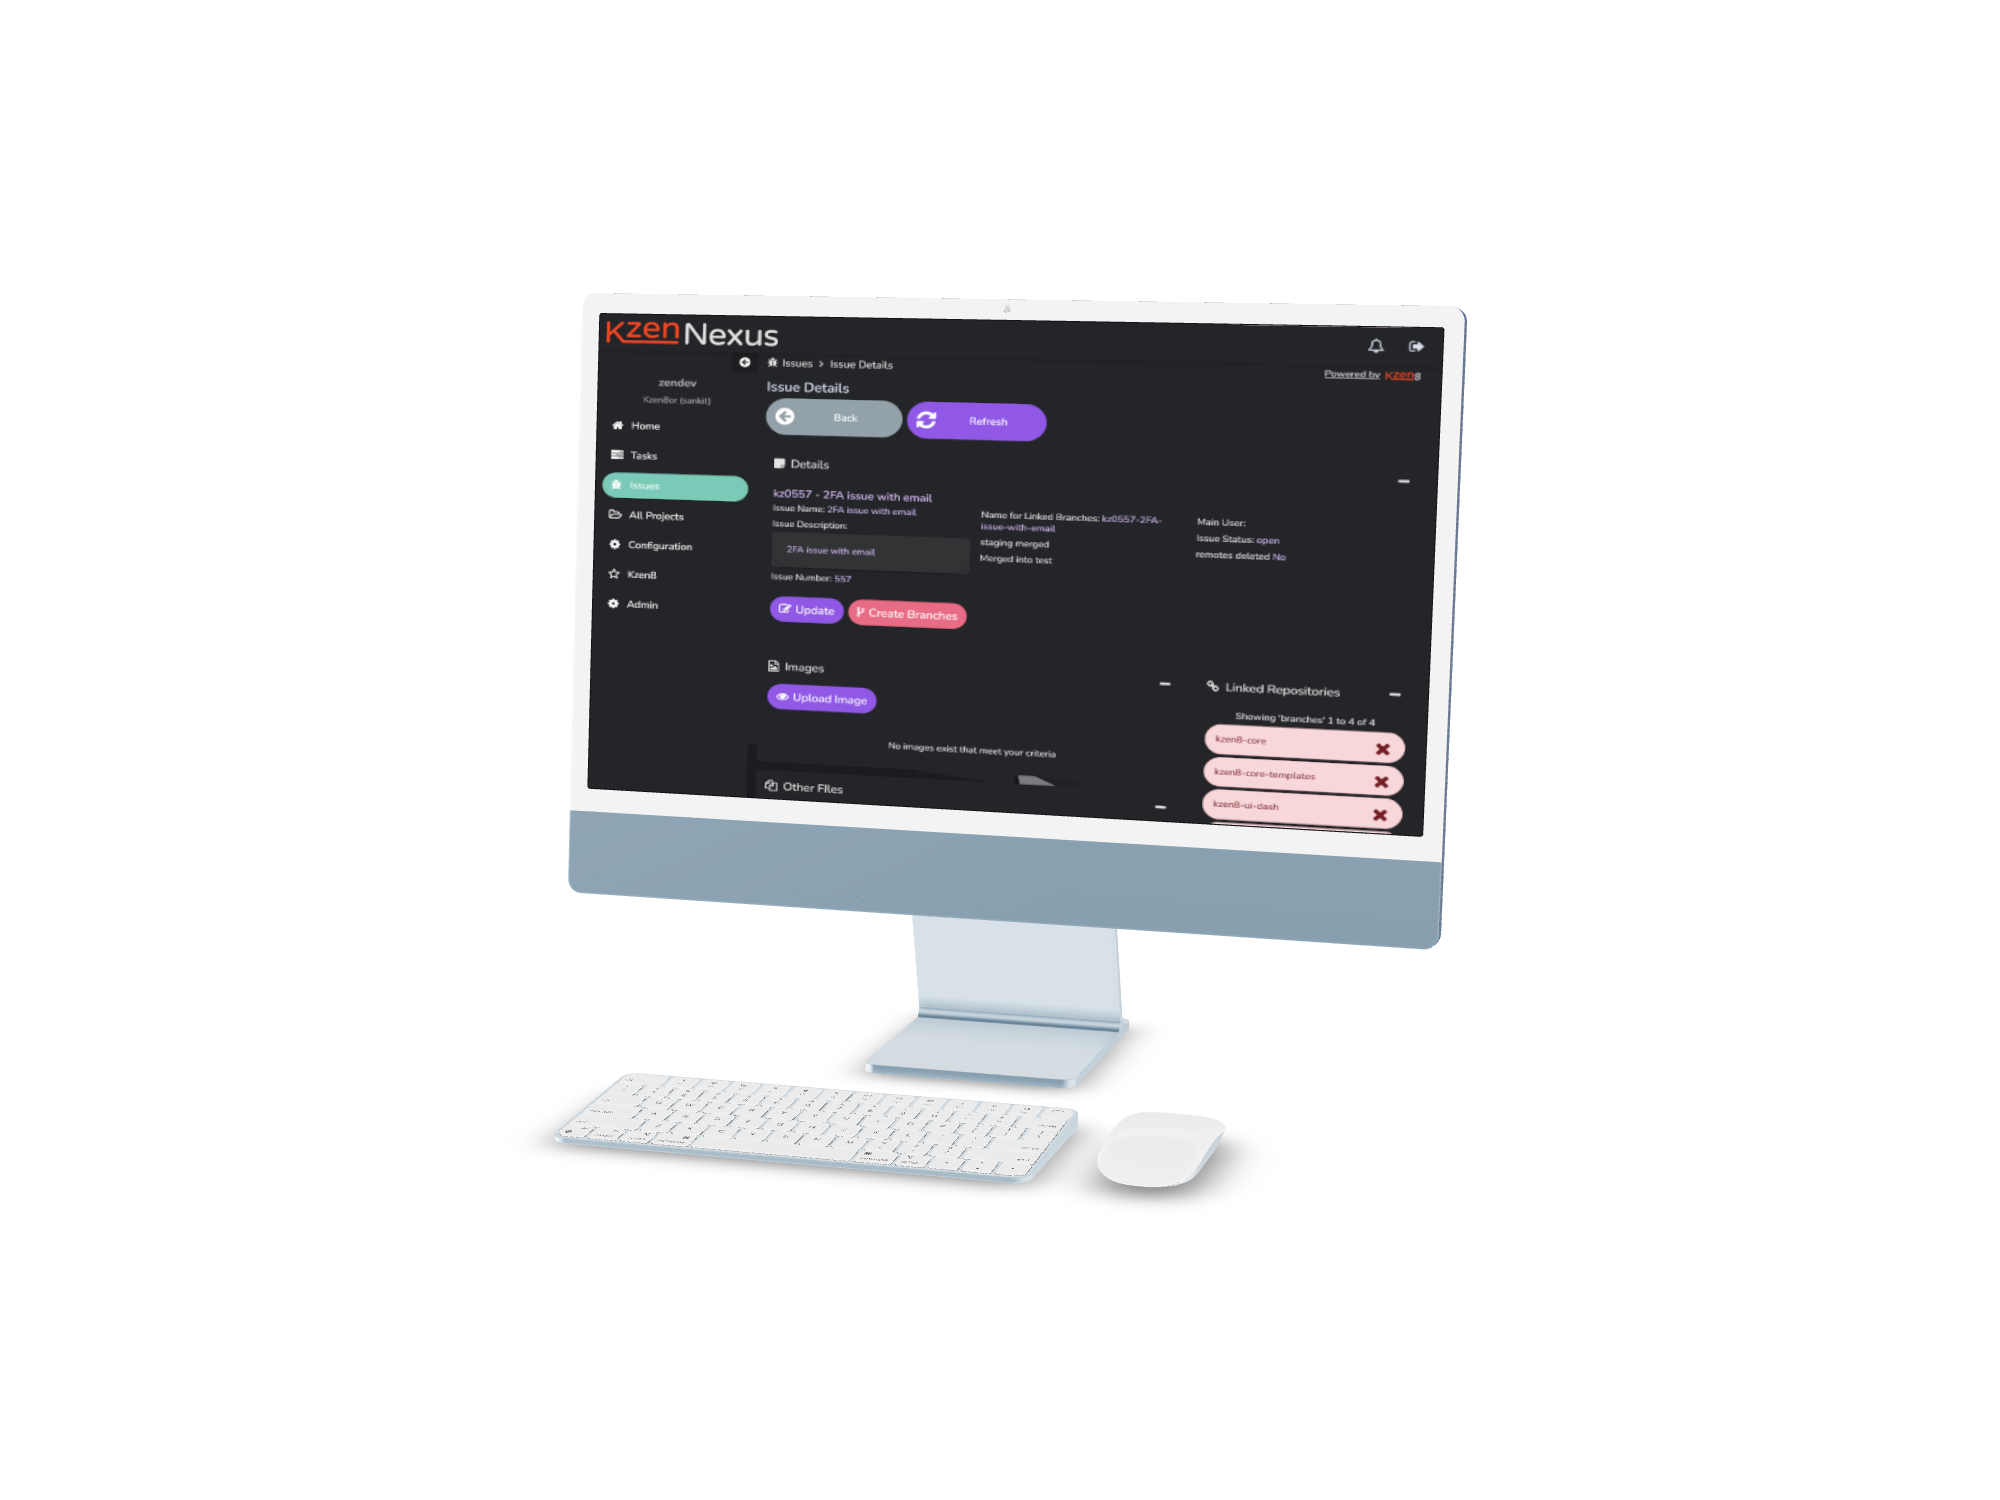 Kzen Nexus
Powered by Kzen8
zendev
Kzen8or (sankit)
Home
Tasks
Issues
All Projects
Configuration
Kzen8
Admin
Issues > Issue Details
Issue Details
Back
Refresh
Details
kz0557 - 2FA issue with email
Issue Name: 2FA issue with email
Issue Description:
2FA issue with email
Issue Number: 557
Name for Linked Branches: kz0557-2FA-
issue-with-email
staging merged
Merged into test
Main User:
Issue Status: open
remotes deleted No
Update
Create Branches
Images
Upload Image
No images exist that meet your criteria
Other Files
Linked Repositories
Showing 'branches' 1 to 4 of 4
kzen8-core
kzen8-core-templates
kzen8-ui-dash